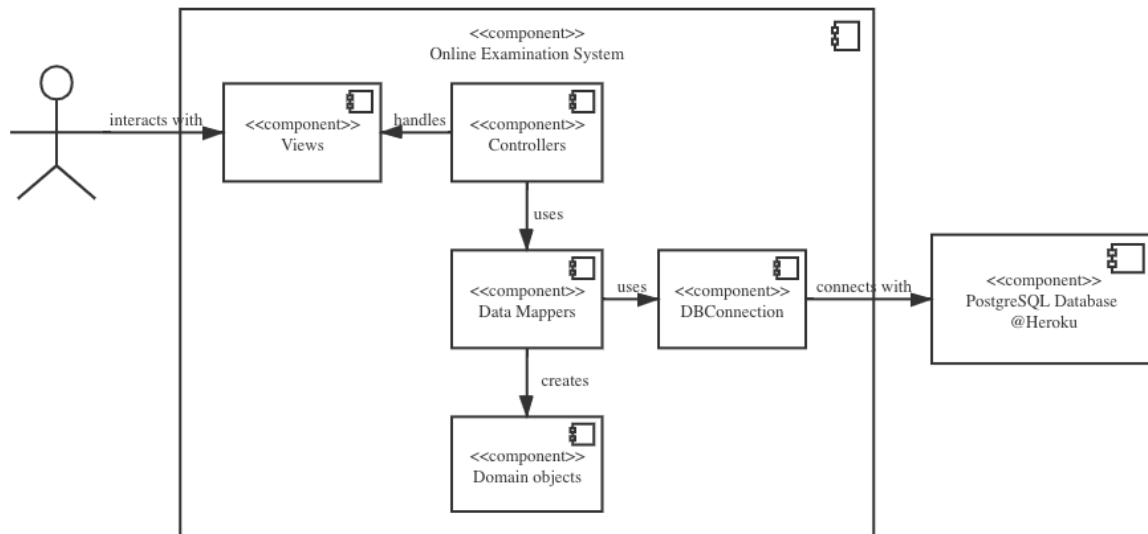 <<component>>
Online Examination System
interacts with
<<component>>
Views
handles
<<component>>
Controllers
uses
<<component>>
Data Mappers
uses
<<component>>
DBConnection
connects with
<<component>>
PostgreSQL Database
@Heroku
creates
<<component>>
Domain objects